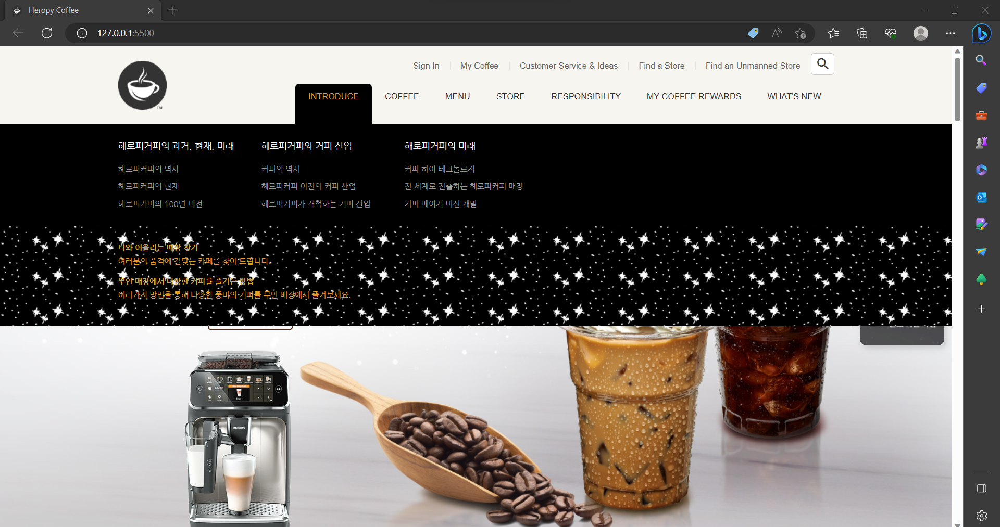 Heropy Coffee
127.0.0.1:5500
Sign In
My Coffee
Customer Service & Ideas
Find a Store
Find an Unmanned Store
TM
INTRODUCE
COFFEE
MENU
STORE
RESPONSIBILITY
MY COFFEE REWARDS
WHAT'S NEW
헤로피커피의 과거, 현재, 미래
헤로피커피와 커피 산업
해로피커피의 미래
헤로피커피의 역사
커피의 역사
커피 하이 테크놀로지
헤로피커피의 현재
헤로피커피 이전의 커피 산업
전 세계로 진출하는 헤로피커피 매장
헤로피커피의 100년 비전
헤로피커피가 개척하는 커피 산업
커피 메이커 머신 개발
나와 어울리는 매장 찾기
여러분의 품격에 걸맞는 카페를 찾아 드립니다.
무인 매장에서 다양한 커피를 즐기는 방법
여러가지 방법을 통해 다양한 풍미의 커피를 무인 매장에서 즐겨보세요.
PHILIPS